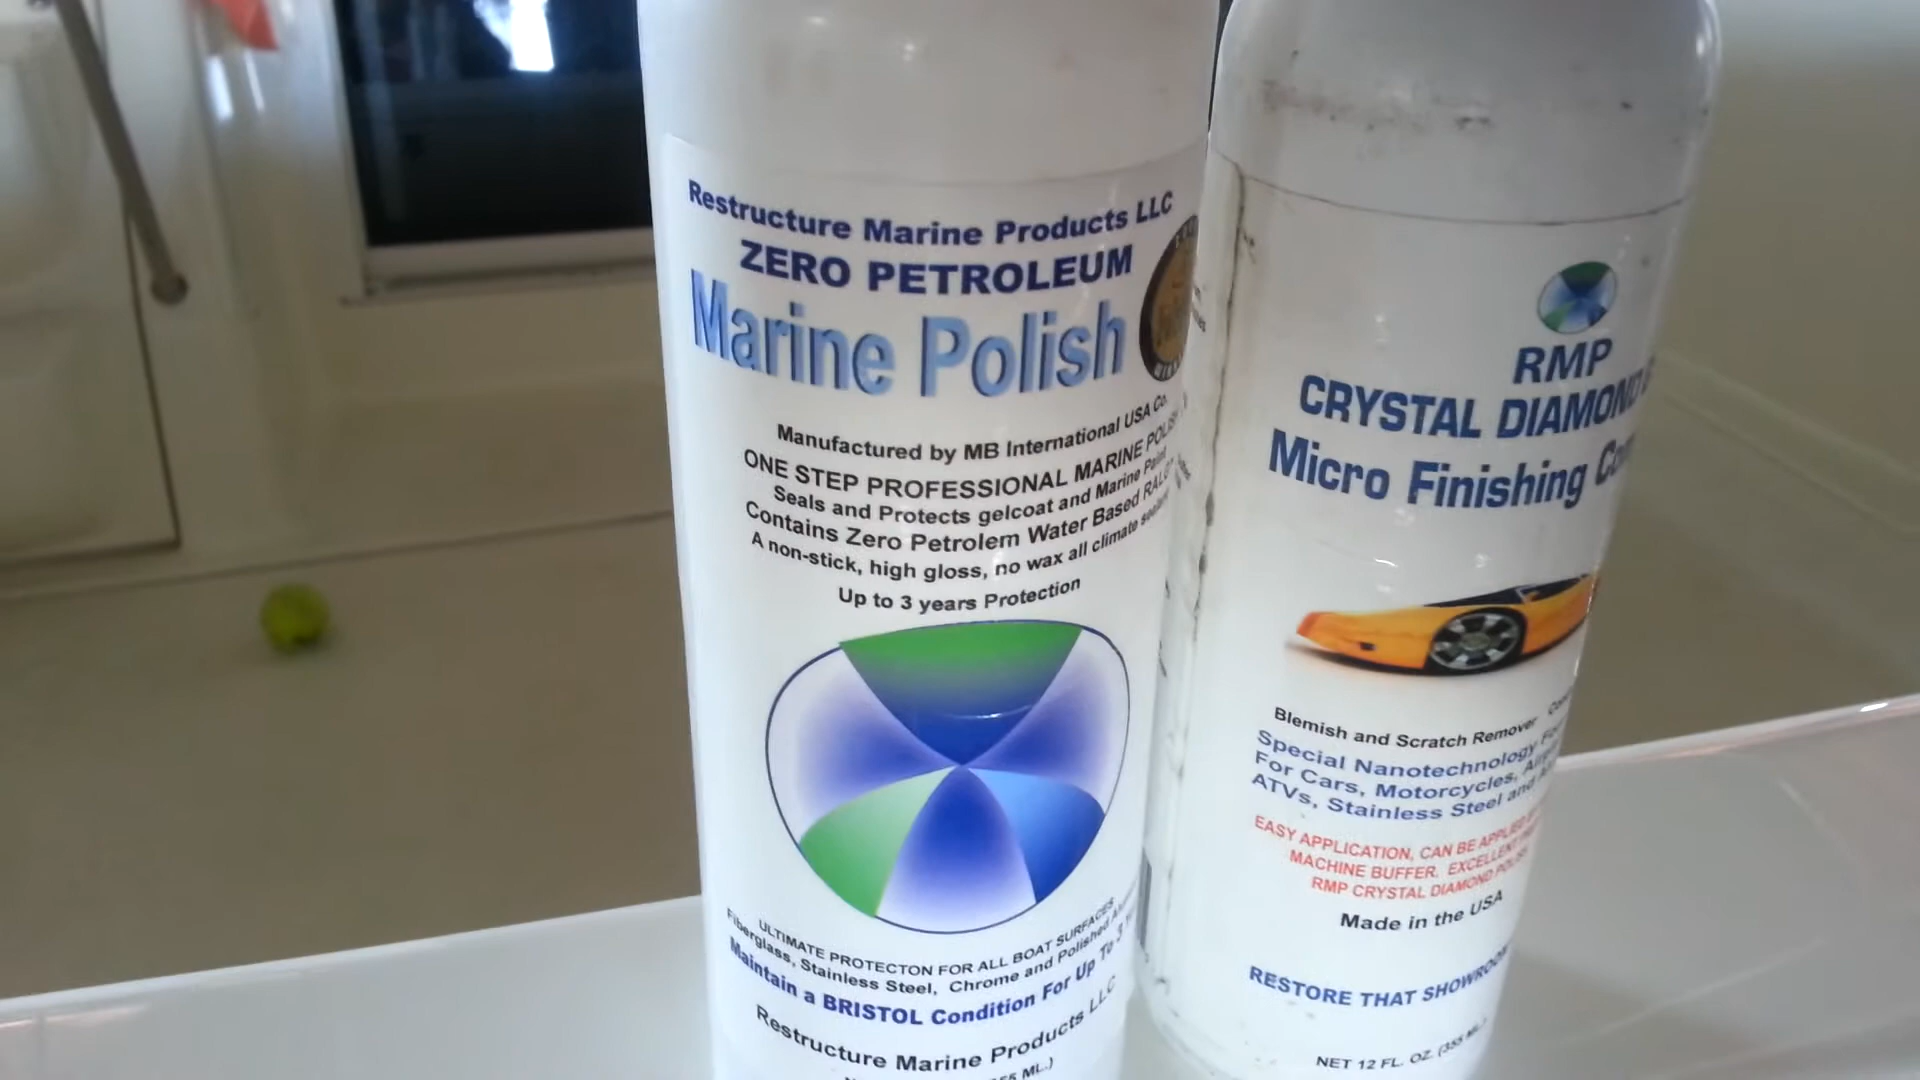 Restructure Marine Products LLC
ZERO PETROLEUM
Marine Polish
Manufactured by MB International USA Co.
ONE STEP PROFESSIONAL MARINE POLISH
Seals and Protects gelcoat and Marine Paint
Contains Zero Petrolem Water Based
A non-stick, high gloss, no wax all climate
Up to 3 years Protection
ULTIMATE PROTECTON FOR ALL BOAT SURFACES
Fiberglass, Stainless Steel, Chrome and Polished
Maintain a BRISTOL Condition For Up To 3
Restructure Marine Products LLC
ML.)
RMP
CRYSTAL DIAMOND
Micro Finishing
Blemish and Scratch Remover
Special Nanotechnology
For Cars, Motorcycles,
ATVs, Stainless Steel and
EASY APPLICATION, CAN BE APPLIED
MACHINE BUFFER. EXCELLENT
RMP CRYSTAL DIAMOND
Made in the USA
RESTORE THAT SHOWROOM
NET 12 FL. OZ. (355 ML.)